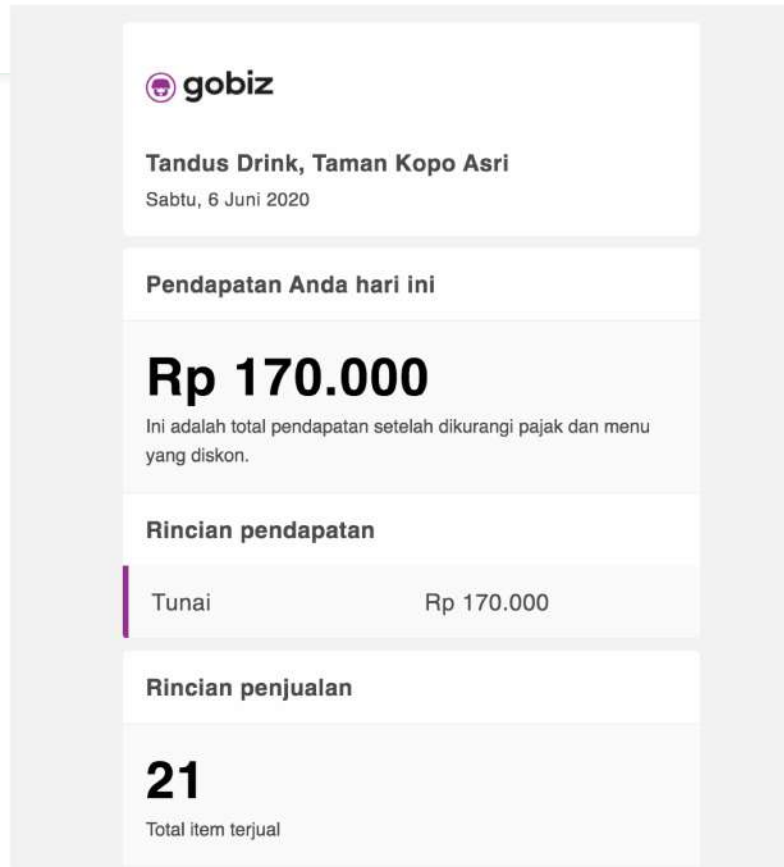 gobiz
Tandus Drink, Taman Kopo Asri
Sabtu, 6 Juni 2020
Pendapatan Anda hari ini
Rp 170.000
Ini adalah total pendapatan setelah dikurangi pajak dan menu
yang diskon.
Rincian pendapatan
Tunai Rp 170.000
Rincian penjualan
21
Total item terjual